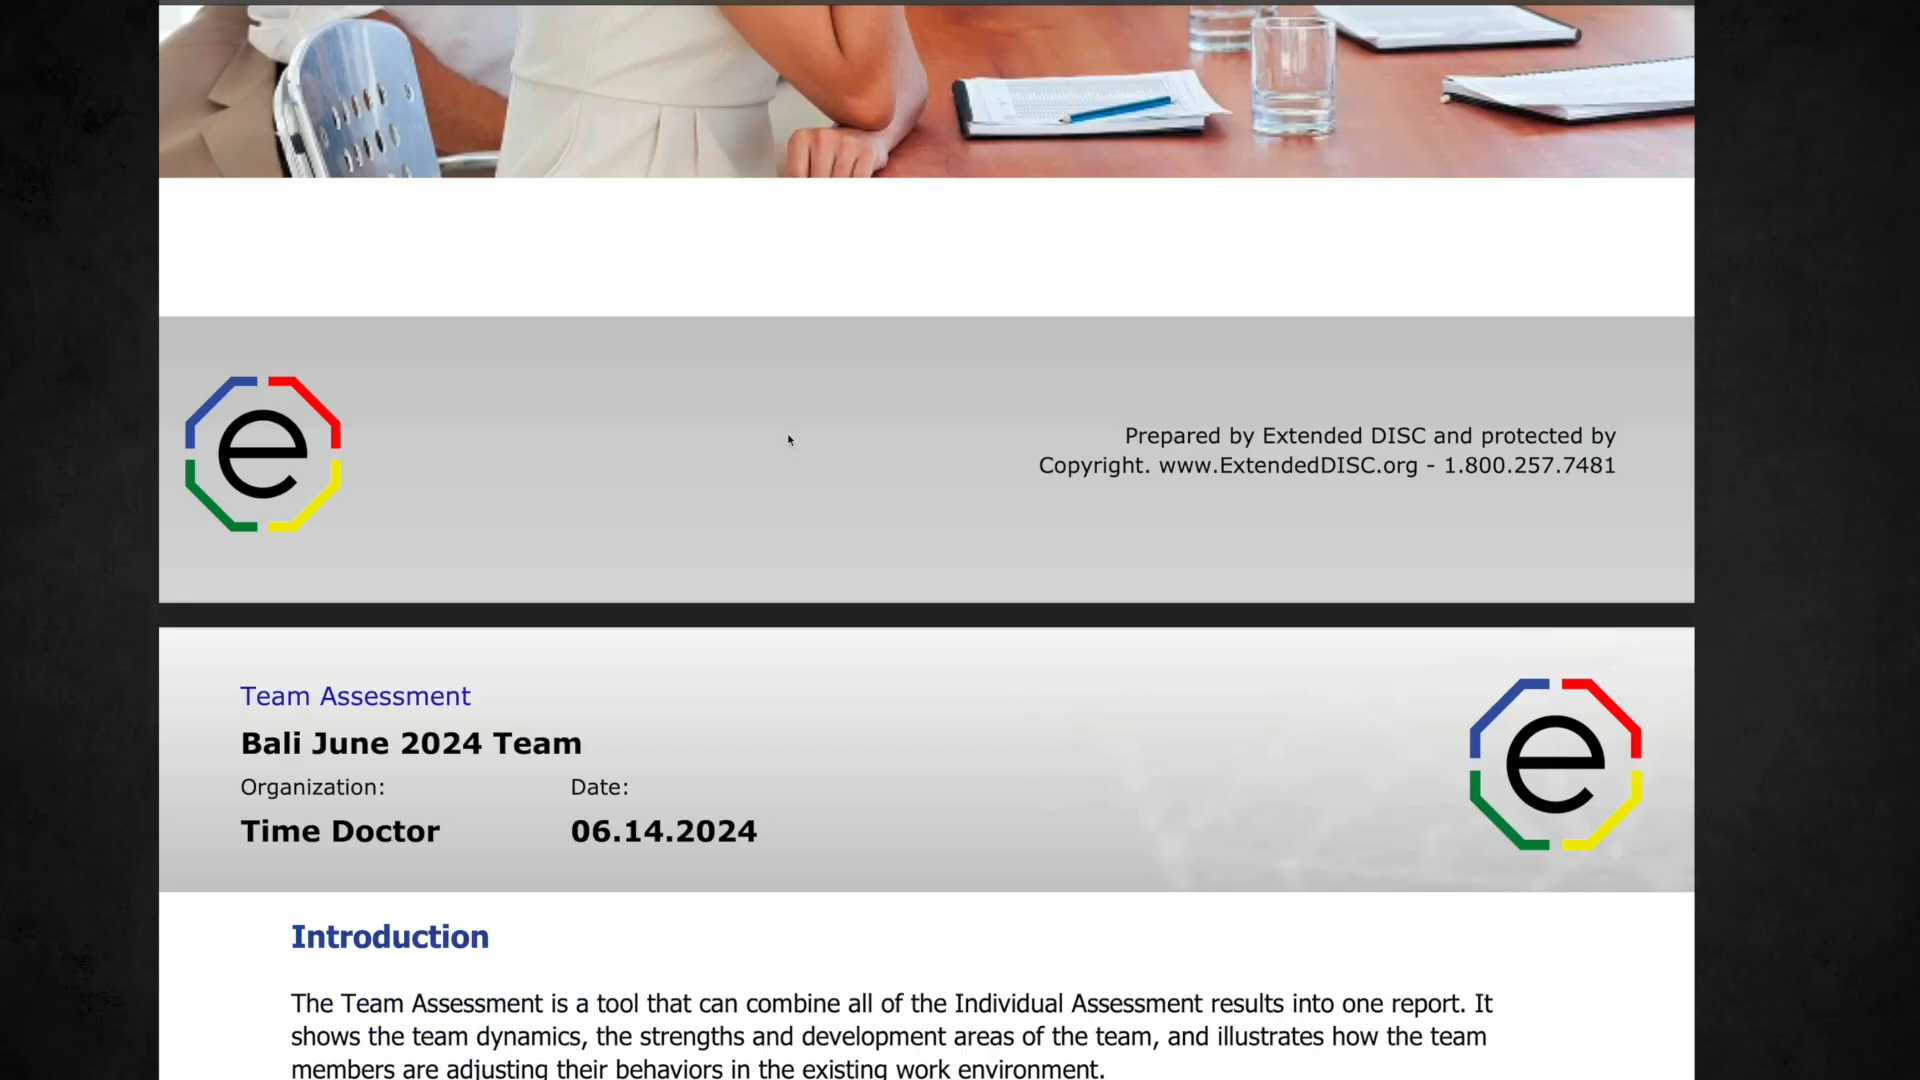 e
Prepared by Extended DISC and protected by
Copyright. www.ExtendedDISC.org - 1.800.257.7481
Team Assessment
Bali June 2024 Team
Organization: Date:
Time Doctor 06.14.2024
e
Introduction
The Team Assessment is a tool that can combine all of the Individual Assessment results into one report. It
shows the team dynamics, the strengths and development areas of the team, and illustrates how the team
members are adjusting their behaviors in the existing work environment.